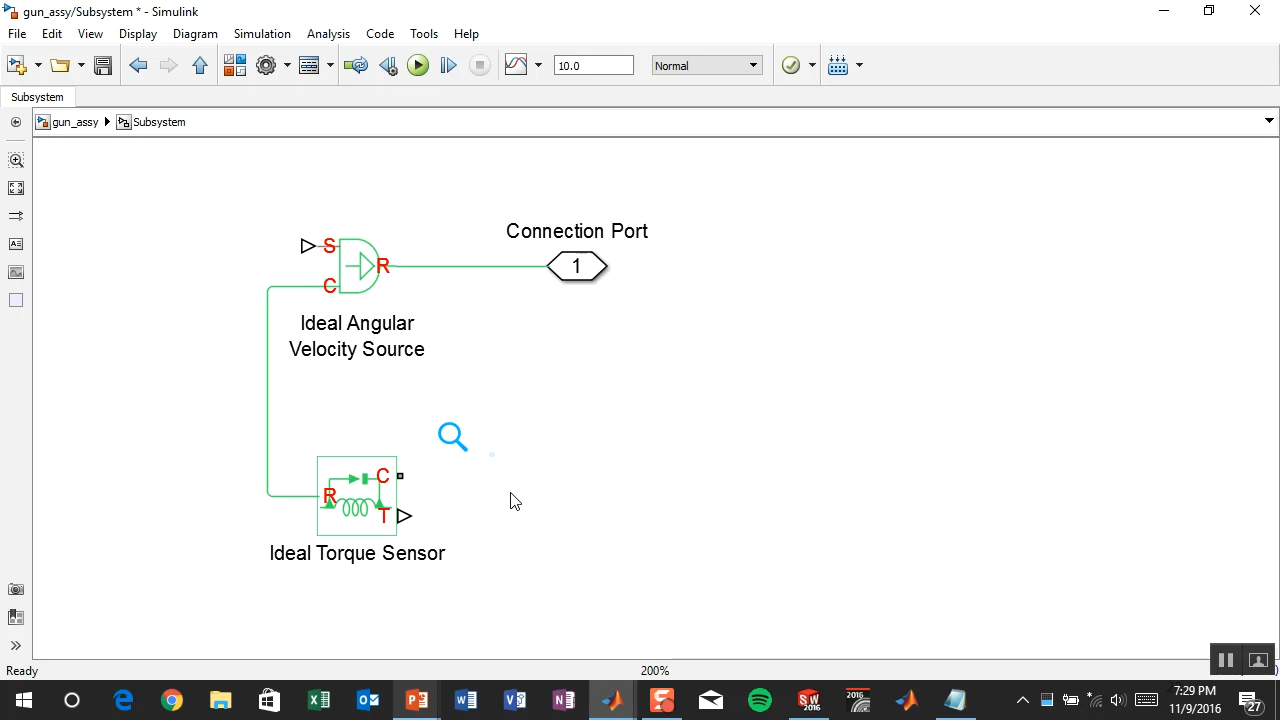 gun_assy/Subsystem * - Simulink
File Edit View Display Diagram Simulation Analysis Code Tools Help
10.0 Normal
Subsystem
gun_assy Subsystem
Connection Port
1
S
R
C
Ideal Angular
Velocity Source
C
R
T
Ideal Torque Sensor
Ready 200%
7:29 PM
11/9/2016
27